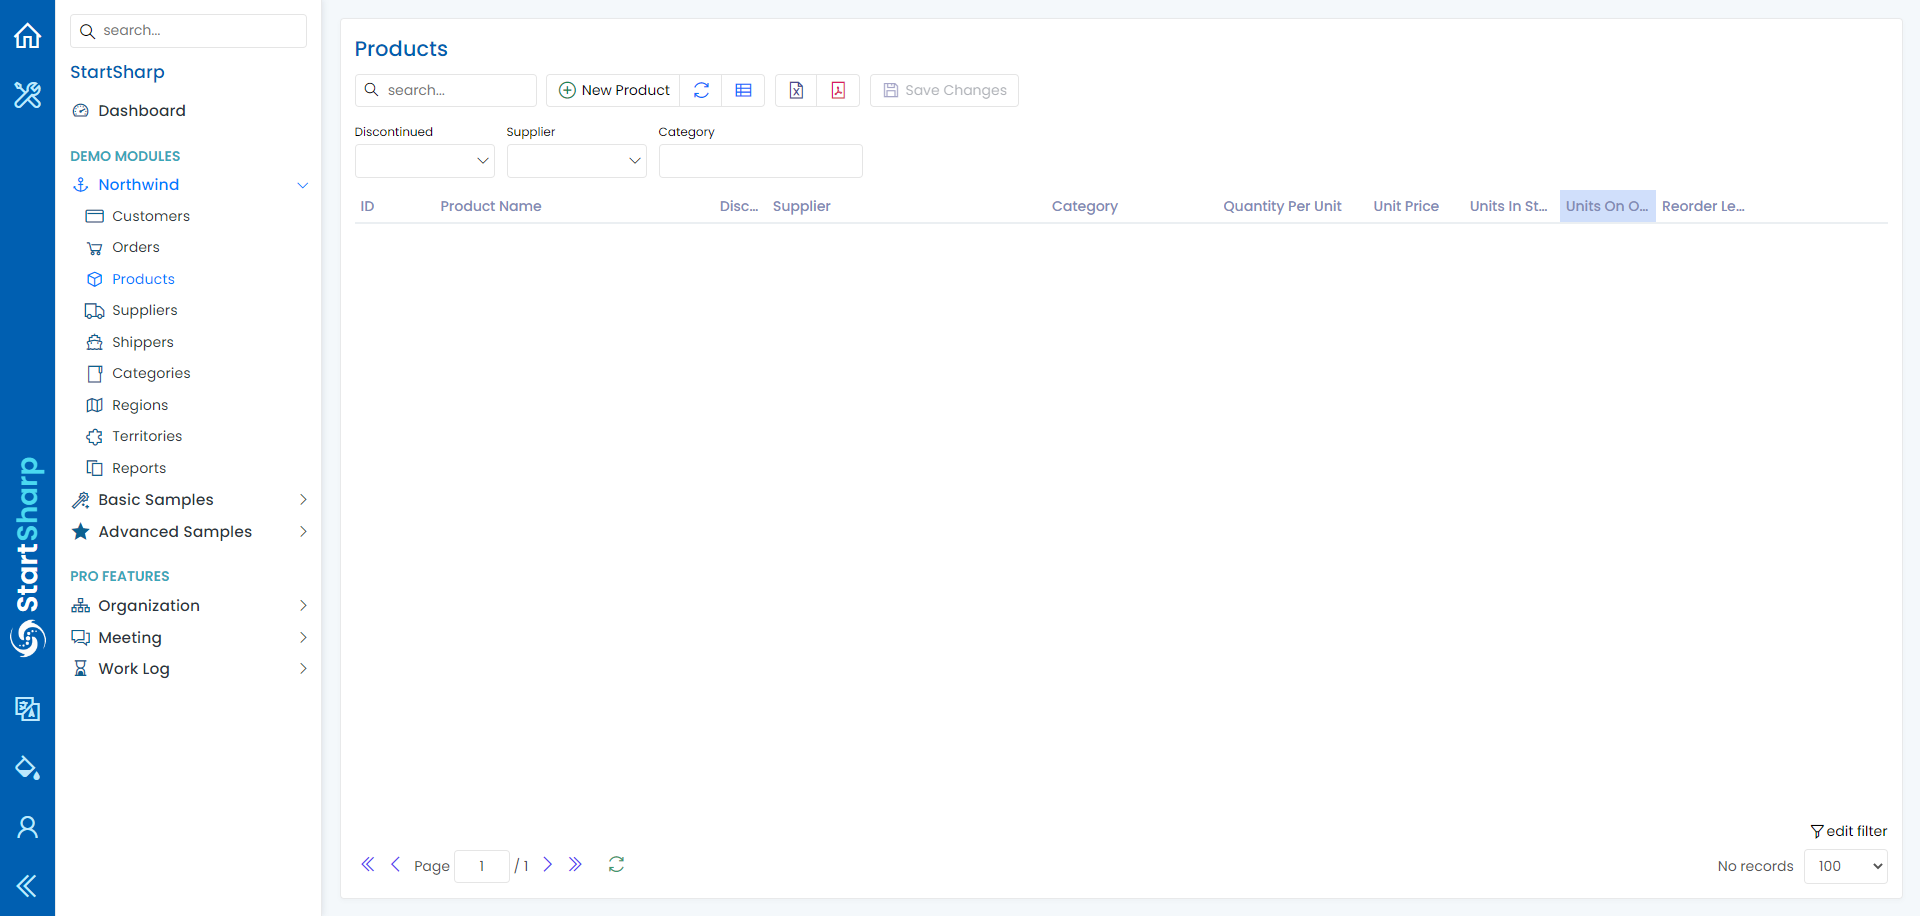 search...
StartSharp
Dashboard
DEMO MODULES
Northwind
Customers
Orders
Products
Suppliers
Shippers
Categories
Regions
Territories
Reports
Basic Samples
Advanced Samples
PRO FEATURES
Organization
Meeting
Work Log
StartSharp
Products
search...
New Product
Save Changes
Discontinued
Supplier
Category
ID Product Name Disc... Supplier Category Quantity Per Unit Unit Price Units In St... Units On O... Reorder Le...
edit filter
Page 1 / 1
No records 100